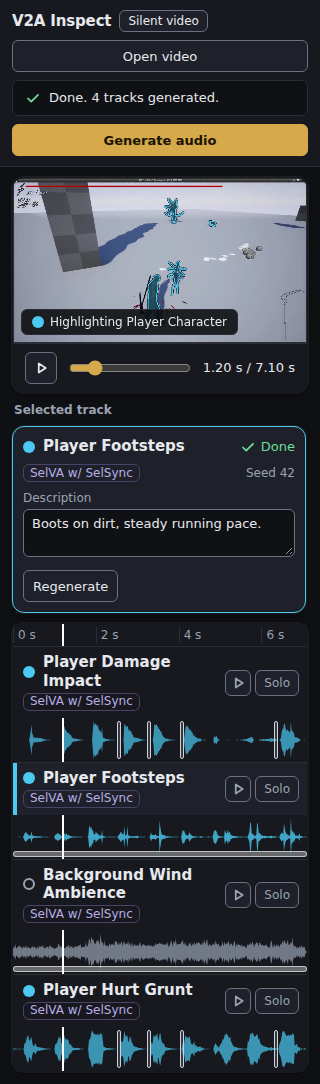 V2A Inspect Silent video
Open video
Done. 4 tracks generated.
Generate audio
Highlighting Player Character
1.20 s / 7.10 s
Selected track
Player Footsteps Done
SelVA w/ SelSync Seed 42
Description
Boots on dirt, steady running pace.
Regenerate
0 s 2 s 4 s 6 s
Player Damage
Impact
Solo
SelVA w/ SelSync
Player Footsteps
Solo
SelVA w/ SelSync
Background Wind
Ambience
Solo
SelVA w/ SelSync
Player Hurt Grunt
Solo
SelVA w/ SelSync